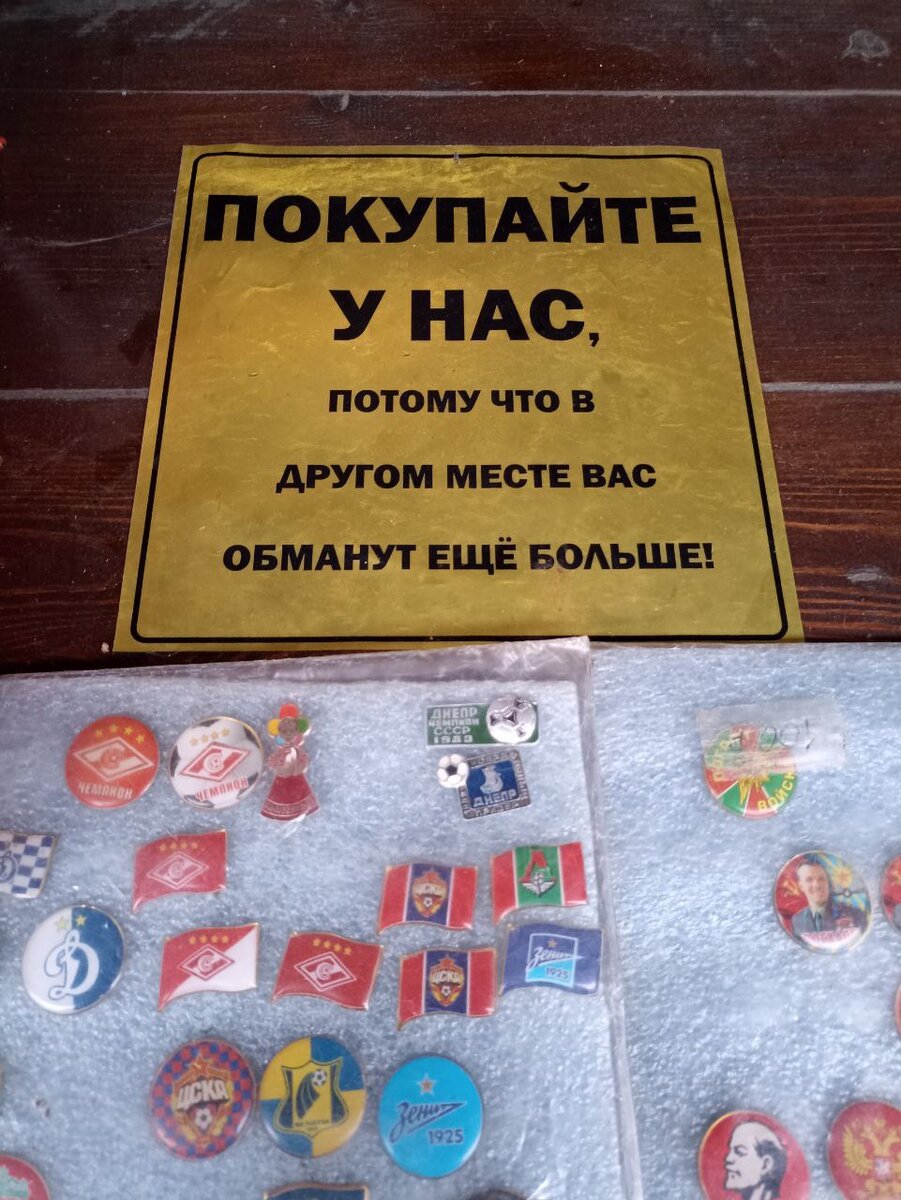 ПОКУПАЙТЕ
У НАС,
ПОТОМУ ЧТО В
ДРУГОМ МЕСТЕ ВАС
ОБМАНУТ ЕЩЁ БОЛЬШЕ!
ЧЕМПИОН
ЧЕМПИОН
ДНЕПР
ЧЕМПИОН
СССР
1983
ДНЕПР
ВОЙСК
ЦСКА
Д
ЦСКА
Зенит
1925
ЦСКА
Зенит
1925